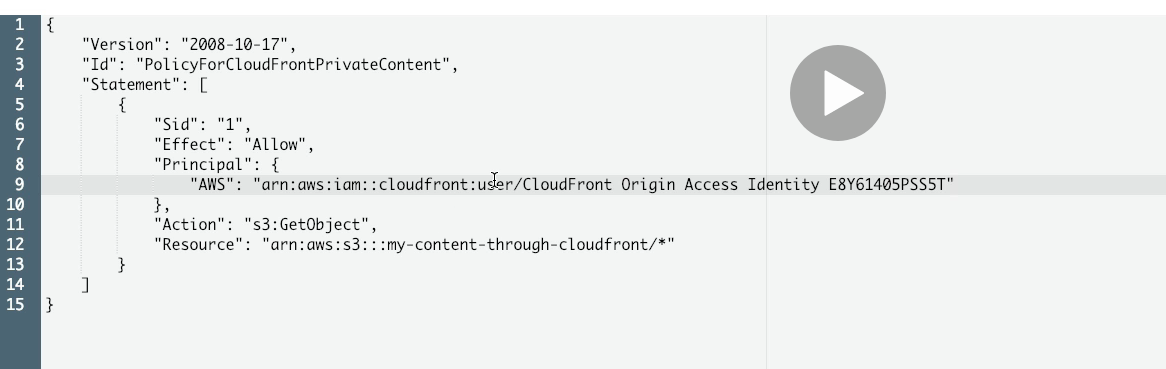 1 {
2     "Version": "2008-10-17",
3     "Id": "PolicyForCloudFrontPrivateContent",
4     "Statement": [
5         {
6             "Sid": "1",
7             "Effect": "Allow",
8             "Principal": {
9                 "AWS": "arn:aws:iam::cloudfront:user/CloudFront Origin Access Identity E8Y61405PSS5T"
10             },
11             "Action": "s3:GetObject",
12             "Resource": "arn:aws:s3:::my-content-through-cloudfront/*"
13         }
14     ]
15 }